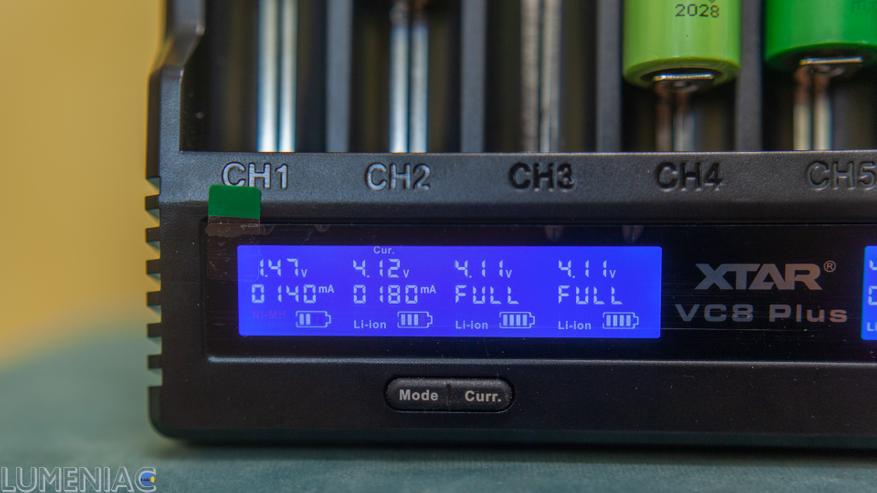 2028
CH1 CH2 CH3 CH4 CH5
Cur.
1.47v 4.12v 4.11v 4.11v
0140mA 0180mA FULL FULL
Ni-MH Li-ion Li-ion Li-ion
XTAR®
VC8 Plus
Mode Curr.
LUMENIAC